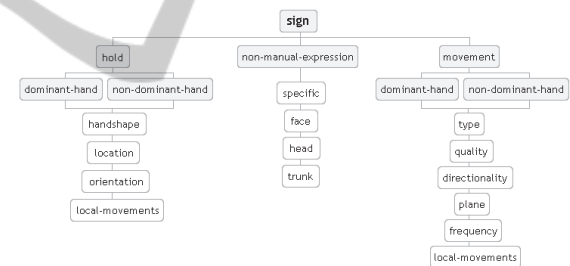 sign
hold
non-manual-expression
movement
dominant-hand
non-dominant-hand
handshape
location
orientation
local-movements
specific
face
head
trunk
dominant-hand
non-dominant-hand
type
quality
directionality
plane
frequency
local-movements